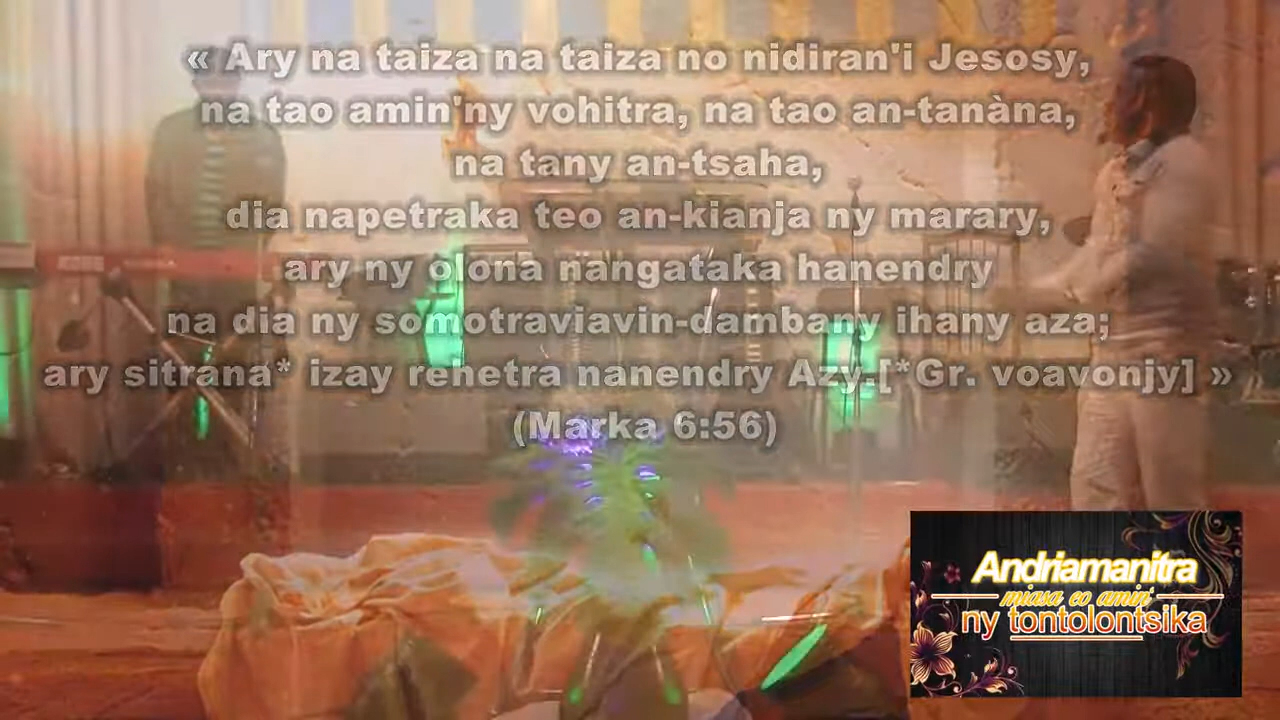 « Ary na taiza na taiza no nidiran'i Jesosy,
na tao amin'ny vohitra, na tao an-tanàna,
na tany an-tsaha,
dia napetraka teo an-kianja ny marary,
ary ny olona nangataka hanendry
na dia ny somotraviavin-dambany ihany aza;
ary sitrana* izay renetra nanendry Azy.[*Gr. voavonjy] »
(Marka 6:56)
Andriamanitra
miasa eo amin'
ny tontolontsika